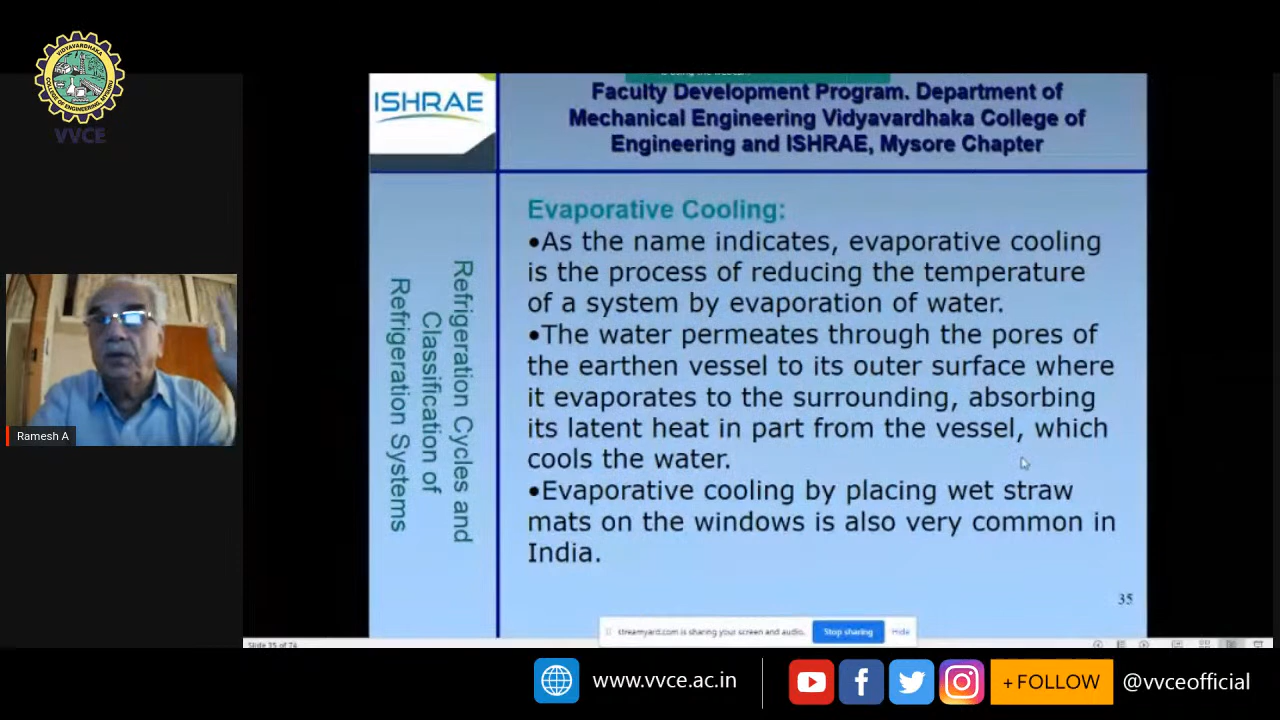 VIDYAVARDHAKA
VVCE
ISHRAE
Faculty Development Program. Department of
Mechanical Engineering Vidyavardhaka College of
Engineering and ISHRAE, Mysore Chapter
Refrigeration Cycles and
Classification of
Refrigeration Systems
Evaporative Cooling:
•As the name indicates, evaporative cooling
is the process of reducing the temperature
of a system by evaporation of water.
•The water permeates through the pores of
the earthen vessel to its outer surface where
it evaporates to the surrounding, absorbing
its latent heat in part from the vessel, which
cools the water.
•Evaporative cooling by placing wet straw
mats on the windows is also very common in
India.
35
Ramesh A
streamyard.com is sharing your screen and audio.
Stop sharing
Hide
Slide 35 of 74
www.vvce.ac.in
+ FOLLOW
@vvceofficial